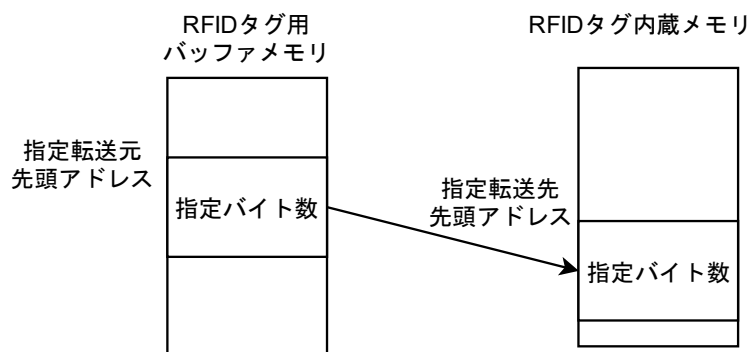 RFIDタグ用
バッファメモリ
RFIDタグ内蔵メモリ
指定転送元
先頭アドレス
指定バイト数
指定転送先
先頭アドレス
指定バイト数